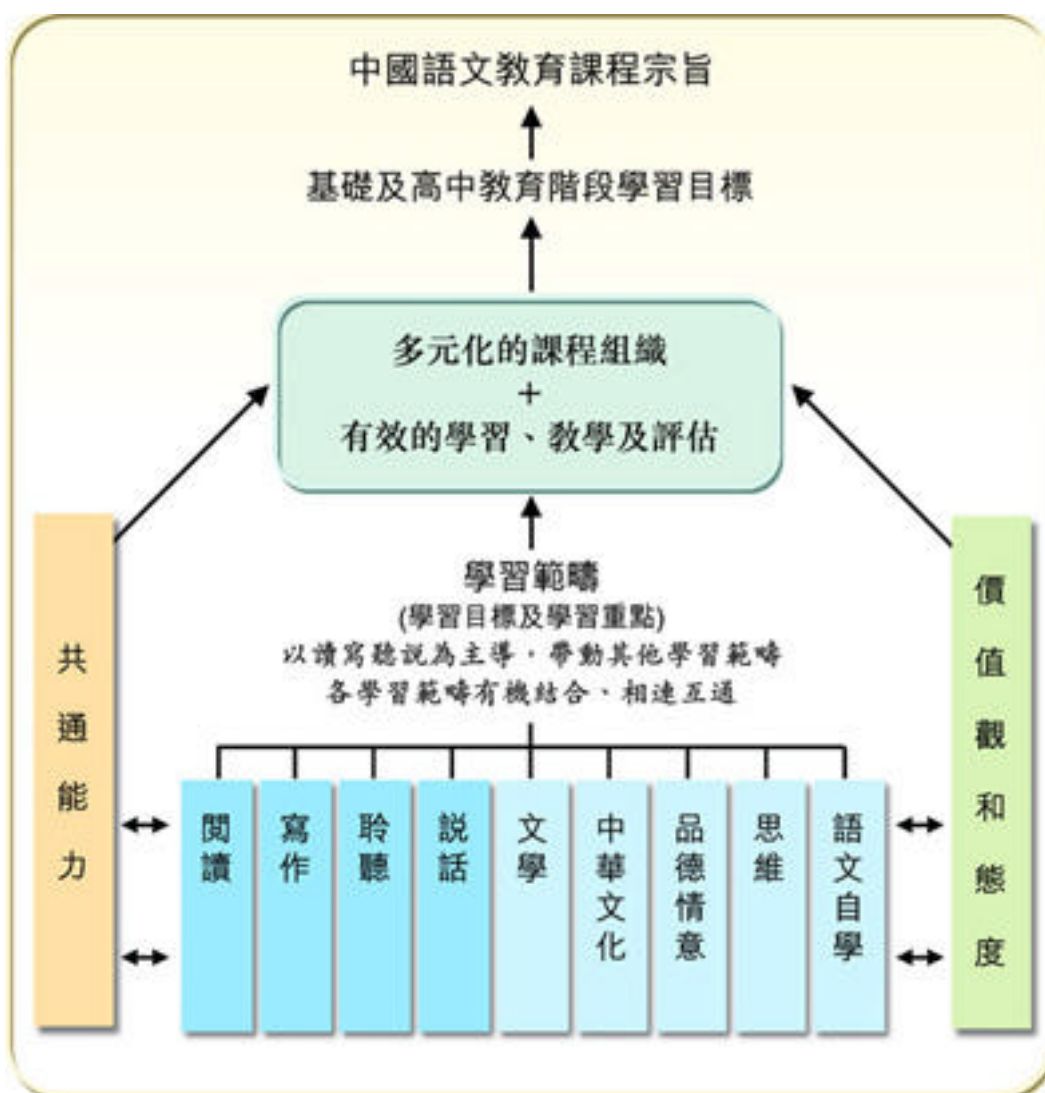 中國語文教育課程宗旨
基礎及高中教育階段學習目標
多元化的課程組織
+
有效的學習、教學及評估
學習範疇
(學習目標及學習重點)
以讀寫聽説為主導，帶動其他學習範疇
各學習範疇有機結合、相連互通
共通能力
閱讀
寫作
聆聽
説話
文學
中華文化
品德情意
思維
語文自學
價值觀和態度